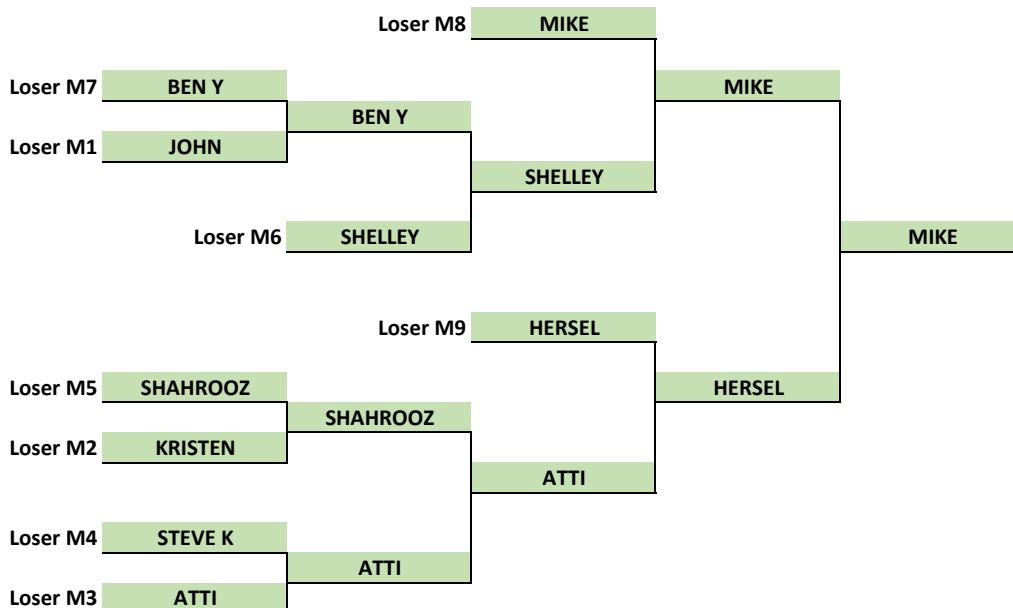 Loser M8 MIKE
Loser M7 BEN Y MIKE
BEN Y
Loser M1 JOHN
SHELLEY
Loser M6 SHELLEY MIKE
Loser M9 HERSEL
Loser M5 SHAHROOZ HERSEL
SHAHROOZ
Loser M2 KRISTEN
ATTI
Loser M4 STEVE K
ATTI
Loser M3 ATTI